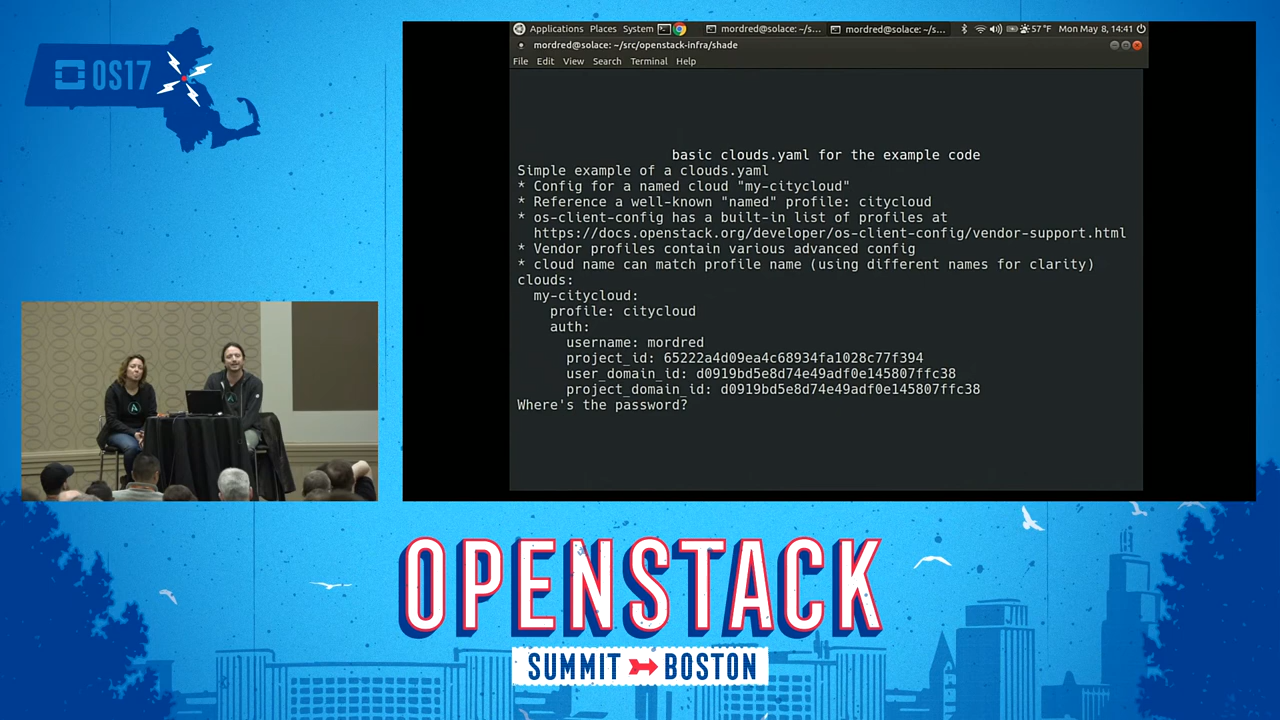 OS17
Applications Places System mordred@solace: ~/s... mordred@solace: ~/s... 57 °F Mon May 8, 14:41
mordred@solace: ~/src/openstack-infra/shade
File Edit View Search Terminal Help
basic clouds.yaml for the example code
Simple example of a clouds.yaml
* Config for a named cloud "my-citycloud"
* Reference a well-known "named" profile: citycloud
* os-client-config has a built-in list of profiles at
https://docs.openstack.org/developer/os-client-config/vendor-support.html
* Vendor profiles contain various advanced config
* cloud name can match profile name (using different names for clarity)
clouds:
my-citycloud:
profile: citycloud
auth:
username: mordred
project_id: 65222a4d09ea4c68934fa1028c77f394
user_domain_id: d0919bd5e8d74e49adf0e145807ffc38
project_domain_id: d0919bd5e8d74e49adf0e145807ffc38
Where's the password?
OPENSTACK
SUMMIT BOSTON